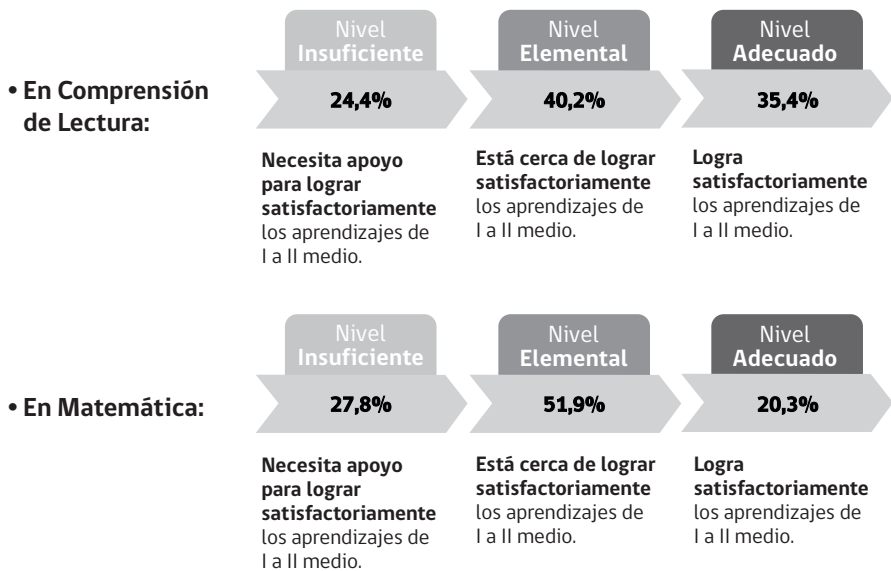 Nivel
Insuficiente
Nivel
Elemental
Nivel
Adecuado
• En Comprensión
de Lectura:
24,4%
40,2%
35,4%
Necesita apoyo
para lograr
satisfactoriamente
los aprendizajes de
I a II medio.
Está cerca de lograr
satisfactoriamente
los aprendizajes de
I a II medio.
Logra
satisfactoriamente
los aprendizajes de
I a II medio.
Nivel
Insuficiente
Nivel
Elemental
Nivel
Adecuado
• En Matemática:
27,8%
51,9%
20,3%
Necesita apoyo
para lograr
satisfactoriamente
los aprendizajes de
I a II medio.
Está cerca de lograr
satisfactoriamente
los aprendizajes de
I a II medio.
Logra
satisfactoriamente
los aprendizajes de
I a II medio.